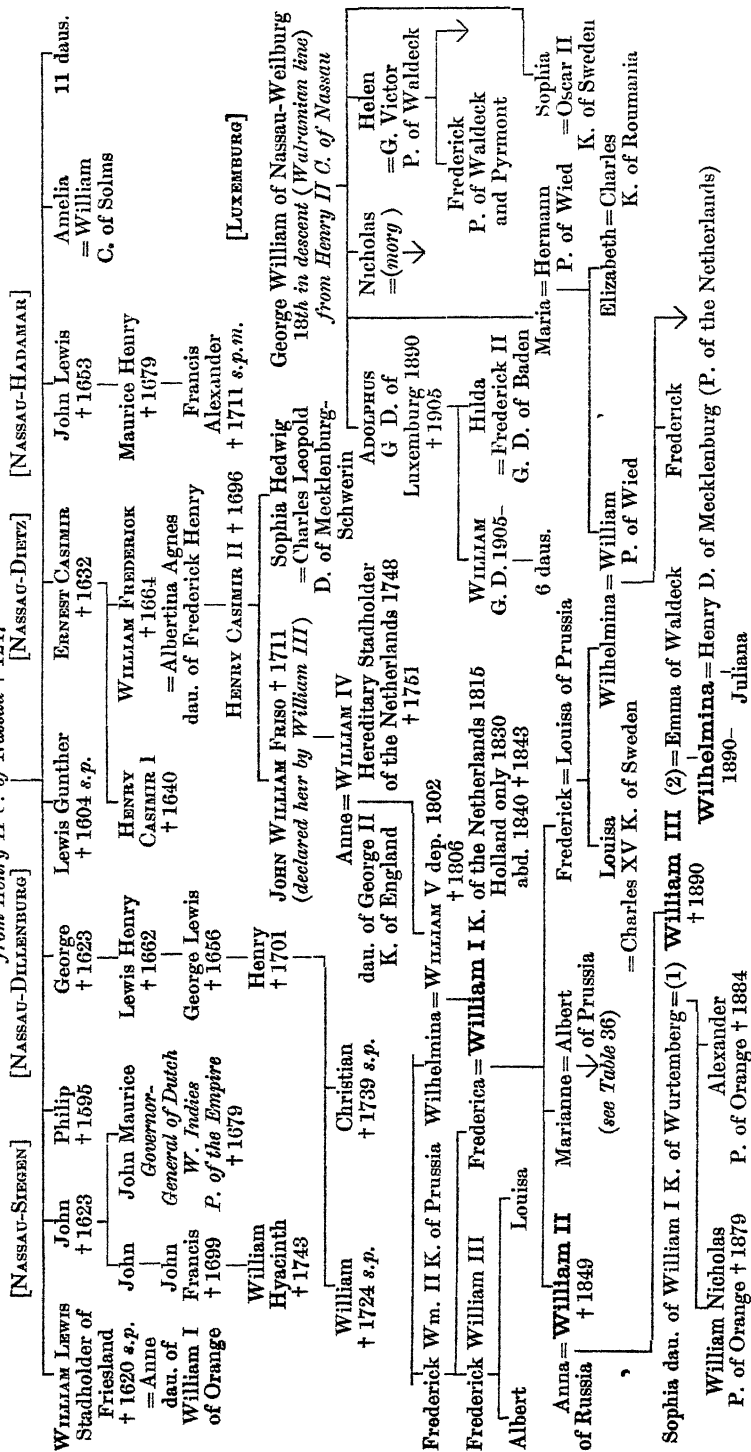 from Henry II C. of Nassau † 1247
[NASSAU-SIEGEN] [NASSAU-DILLENBURG] [NASSAU-DIETZ] [NASSAU-HADAMAR]
WILLIAM LEWIS
Stadholder of
Friesland
† 1620 s.p.
=Anne
dau. of
William I
of Orange
John
† 1623
Philip
† 1595
George
† 1623
Lewis Gunther
† 1604 s.p.
ERNEST CASIMIR
† 1632
John Lewis
† 1653
Amelia
=William
C. of Solms
11 daus.
John
John Maurice
Governor-
General of Dutch
W. Indies
P. of the Empire
† 1679
Lewis Henry
† 1662
HENRY
CASIMIR I
† 1640
WILLIAM FREDERICK
† 1664
=Albertina Agnes
dau. of Frederick Henry
Maurice Henry
† 1679
John
Francis
† 1699
George Lewis
† 1656
Francis
Alexander
† 1711 s.p.m.
William
Hyacinth
† 1743
Henry
† 1701
HENRY CASIMIR II † 1696
[LUXEMBURG]
William
† 1724 s.p.
Christian
† 1739 s.p.
JOHN WILLIAM FRISO † 1711
(declared heir by William III)
Sophia Hedwig
=Charles Leopold
D. of Mecklenburg-
Schwerin
George William of Nassau-Weilburg
18th in descent (Walramian line)
from Henry II C. of Nassau
Anne=WILLIAM IV
dau. of George II
K. of England
Hereditary Stadholder
of the Netherlands 1748
† 1751
ADOLPHUS
G D. of
Luxemburg 1890
† 1905
Nicholas
=(morg)
Helen
=G. Victor
P. of Waldeck
Frederick Wm. II K. of Prussia
Wilhelmina=WILLIAM V dep. 1802
† 1806
WILLIAM
G. D. 1905–
Hilda
=Frederick II
G. D. of Baden
Frederick
P. of Waldeck
and Pyrmont
Frederick William III
Frederica=William I K. of the Netherlands 1815
Holland only 1830
abd. 1840 † 1843
6 daus.
Maria=Hermann
P. of Wied
Sophia
=Oscar II
K. of Sweden
Albert
Louisa
Anna=William II
of Russia
† 1849
Marianne=Albert
of Prussia
(see Table 36)
Frederick=Louisa of Prussia
Louisa
=Charles XV K. of Sweden
Wilhelmina=William
P. of Wied
Elizabeth=Charles
K. of Roumania
Frederick
Sophia dau. of William I K. of Wurtemberg=(1) William III (2)=Emma of Waldeck
† 1890
William Nicholas
P. of Orange † 1879
Alexander
P. of Orange † 1884
Wilhelmina=Henry D. of Mecklenburg (P. of the Netherlands)
1890–
Juliana